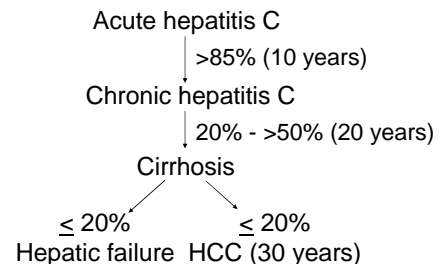 Acute hepatitis C
>85% (10 years)
Chronic hepatitis C
20% - >50% (20 years)
Cirrhosis
≤ 20% ≤ 20%
Hepatic failure HCC (30 years)